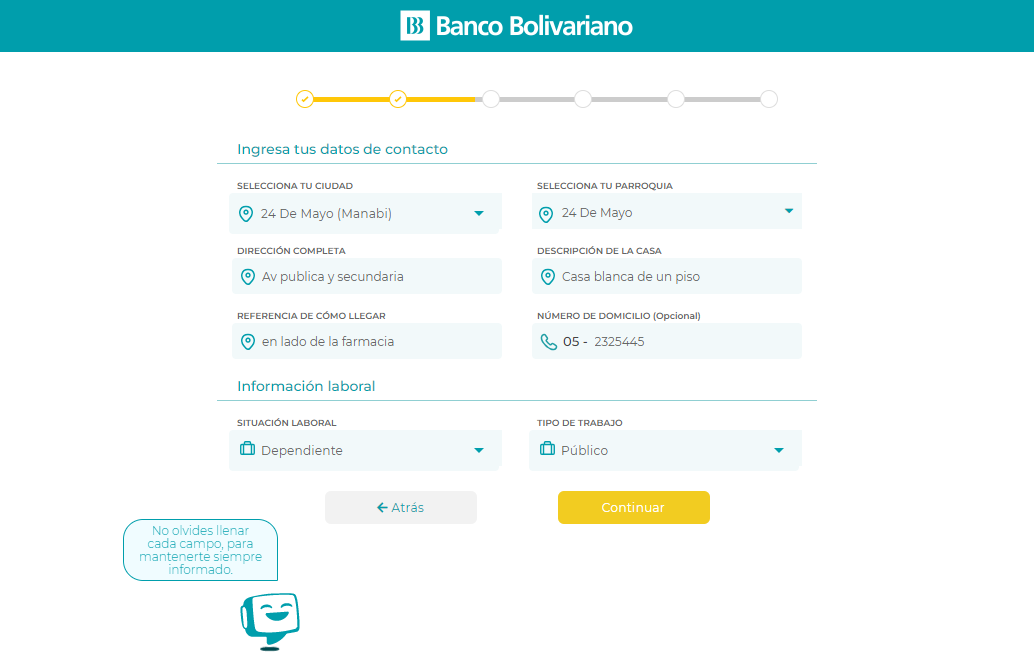 Banco Bolivariano
Ingresa tus datos de contacto
SELECCIONA TU CIUDAD
24 De Mayo (Manabi)
SELECCIONA TU PARROQUIA
24 De Mayo
DIRECCIÓN COMPLETA
Av publica y secundaria
DESCRIPCIÓN DE LA CASA
Casa blanca de un piso
REFERENCIA DE CÓMO LLEGAR
en lado de la farmacia
NÚMERO DE DOMICILIO (Opcional)
05 - 2325445
Información laboral
SITUACIÓN LABORAL
Dependiente
TIPO DE TRABAJO
Público
Atrás
Continuar
No olvides llenar
cada campo, para
mantenerte siempre
informado.